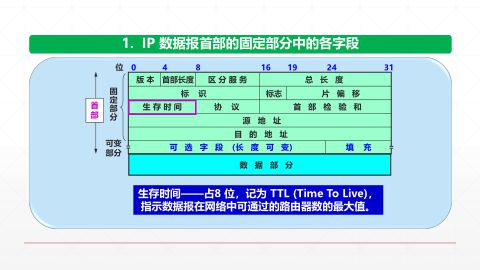 1. IP 数据报首部的固定部分中的各字段
位 0 4 8 16 19 24 31
版本 首部长度 区分服务 总长度
标识 标志 片偏移
生存时间 协议 首部检验和
源地址
目的地址
可选字段 (长度可变) 填充
数据部分
首部
固定部分
可变部分
生存时间——占8 位，记为 TTL (Time To Live)，
指示数据报在网络中可通过的路由器数的最大值。